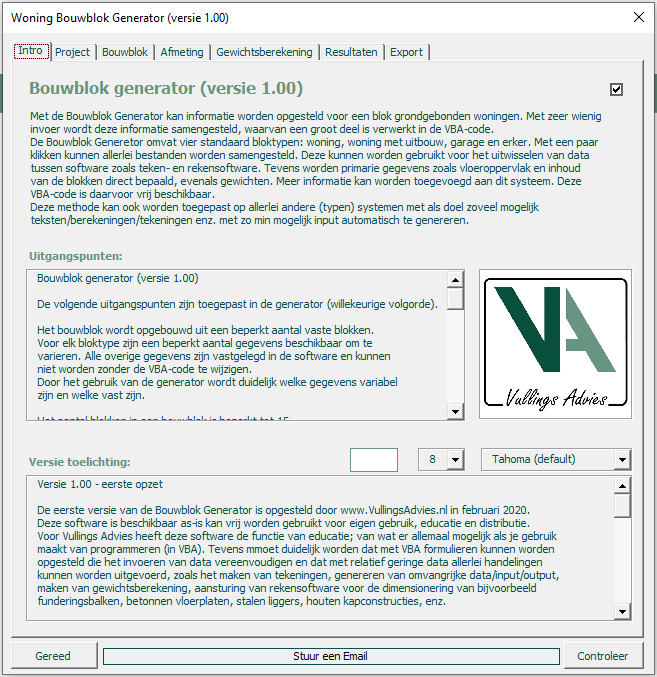 Woning Bouwblok Generator (versie 1.00)
Intro Project Bouwblok Afmeting Gewichtsberekening Resultaten Export
Bouwblok generator (versie 1.00)
Met de Bouwblok Generator kan informatie worden opgesteld voor een blok grondgebonden woningen. Met zeer wienig
invoer wordt deze informatie samengesteld, waarvan een groot deel is verwerkt in de VBA-code.
De Bouwblok Generetor omvat vier standaard bloktypen: woning, woning met uitbouw, garage en erker. Met een paar
klikken kunnen allerlei bestanden worden samengesteld. Deze kunnen worden gebruikt voor het uitwisselen van data
tussen software zoals teken- en rekensoftware. Tevens worden primarie gegevens zoals vloeroppervlak en inhoud
van de blokken direct bepaald, evenals gewichten. Meer informatie kan worden toegevoegd aan dit systeem. Deze
VBA-code is daarvoor vrij beschikbaar.
Deze methode kan ook worden toegepast op allerlei andere (typen) systemen met als doel zoveel mogelijk
teksten/berekeningen/tekeningen enz. met zo min mogelijk input automatisch te genereren.
Uitgangspunten:
Bouwblok generator (versie 1.00)
De volgende uitgangspunten zijn toegepast in de generator (willekeurige volgorde).
Het bouwblok wordt opgebouwd uit een beperkt aantal vaste blokken.
Voor elk bloktype zijn een beperkt aantal gegevens beschikbaar om te
varieren. Alle overige gegevens zijn vastgelegd in de software en kunnen
niet worden zonder de VBA-code te wijzigen.
Door het gebruik van de generator wordt duidelijk welke gegevens variabel
zijn en welke vast zijn.
Het aantal blokken in een bouwblok is beperkt tot 15
VA
Vullings Advies
Versie toelichting:
8
Tahoma (default)
Versie 1.00 - eerste opzet
De eerste versie van de Bouwblok Generator is opgesteld door www.VullingsAdvies.nl in februari 2020.
Deze software is beschikbaar as-is kan vrij worden gebruikt voor eigen gebruik, educatie en distributie.
Voor Vullings Advies heeft deze software de functie van educatie; van wat er allemaal mogelijk als je gebruik
maakt van programmeren (in VBA). Tevens mmoet duidelijk worden dat met VBA formulieren kunnen worden
opgesteld die het invoeren van data vereenvoudigen en dat met relatief geringe data allerlei handelingen
kunnen worden uitgevoerd, zoals het maken van tekeningen, genereren van omvangrijke data/input/output,
maken van gewichtsberekening, aansturing van rekensoftware voor de dimensionering van bijvoorbeeld
funderingsbalken, betonnen vloerplaten, stalen liggers, houten kapconstructies, enz.
Gereed
Stuur een Email
Controleer